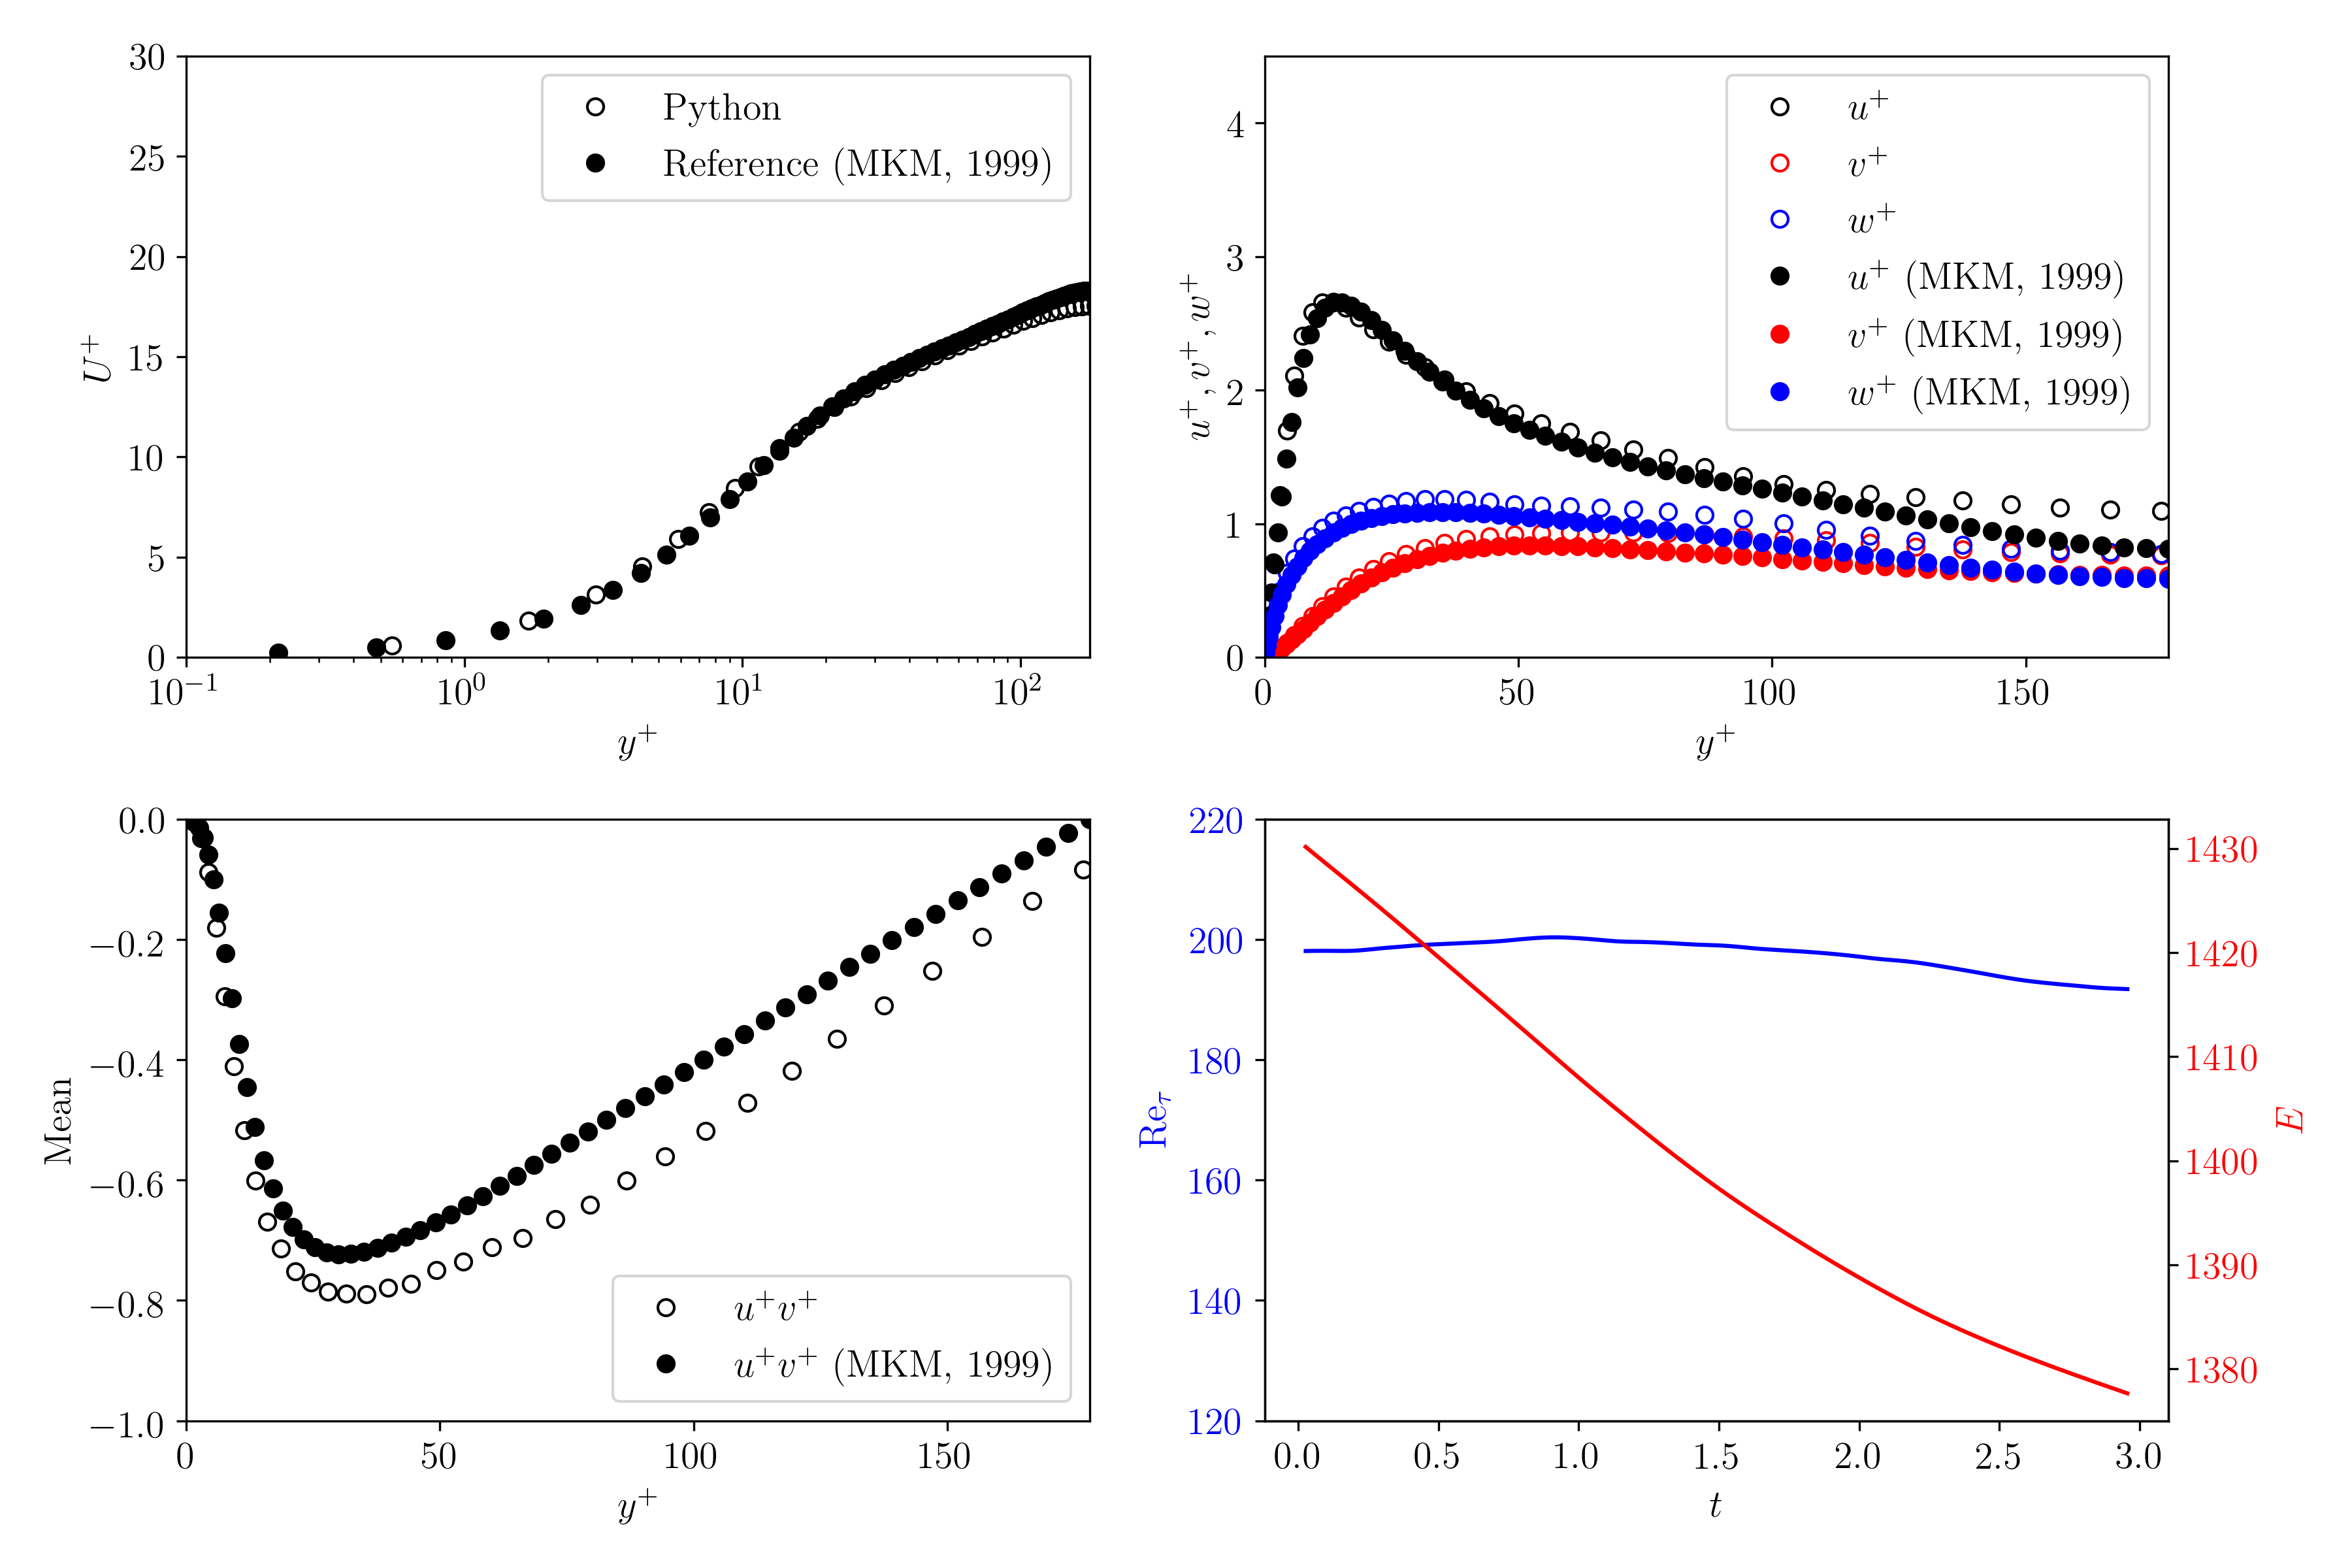 30
25
20
15
10
5
0
U⁺
10⁻¹
10⁰
10¹
10²
y⁺
Python
Reference (MKM, 1999)
4
3
2
1
0
u⁺, v⁺, w⁺
0
50
100
150
y⁺
u⁺
v⁺
w⁺
u⁺ (MKM, 1999)
v⁺ (MKM, 1999)
w⁺ (MKM, 1999)
0.0
−0.2
−0.4
−0.6
−0.8
−1.0
Mean
0
50
100
150
y⁺
u⁺v⁺
u⁺v⁺ (MKM, 1999)
220
200
180
160
140
120
Re_τ
0.0
0.5
1.0
1.5
2.0
2.5
3.0
t
1430
1420
1410
1400
1390
1380
E